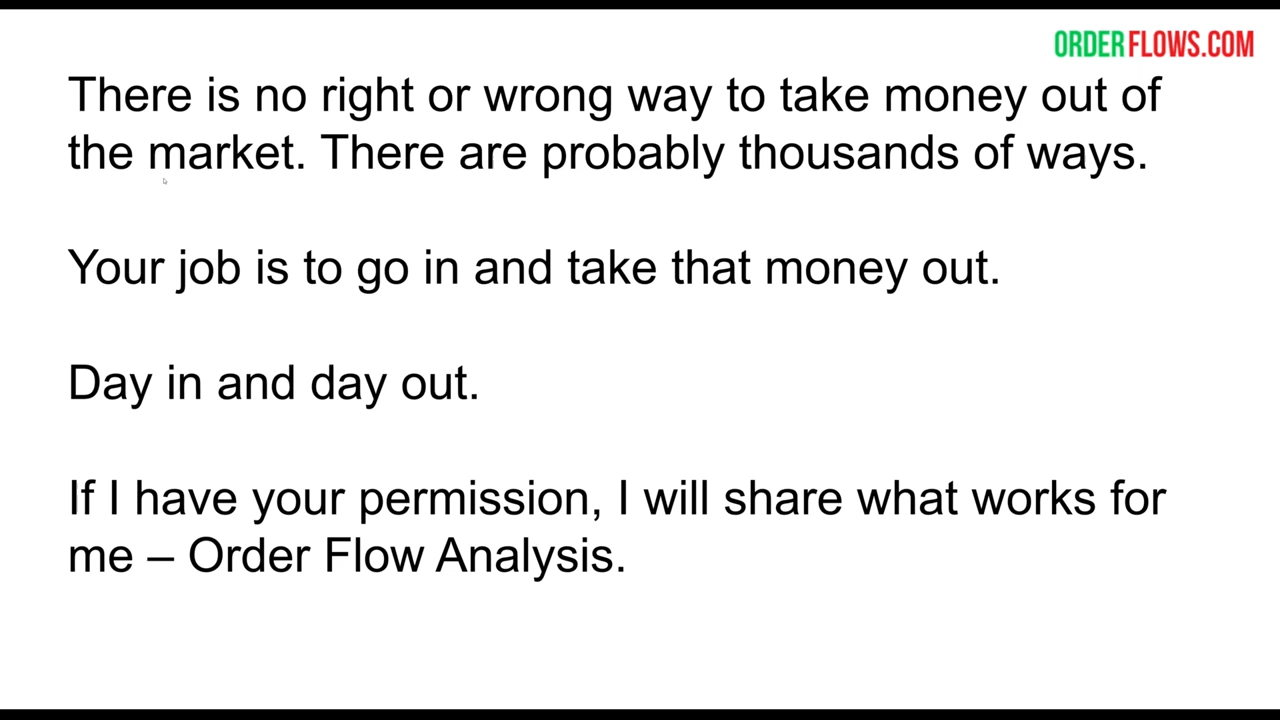 ORDERFLOWS.COM
There is no right or wrong way to take money out of
the market. There are probably thousands of ways.
Your job is to go in and take that money out.
Day in and day out.
If I have your permission, I will share what works for
me – Order Flow Analysis.